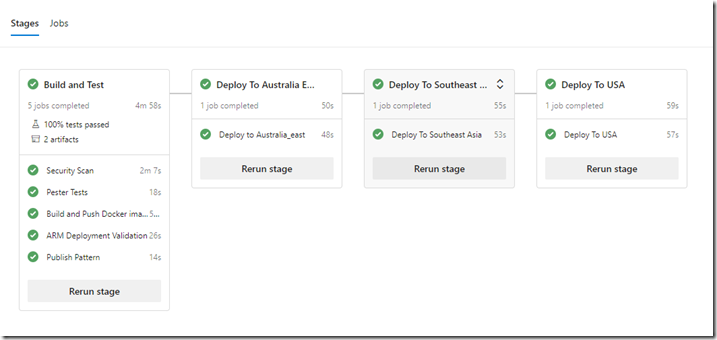 Stages Jobs
Build and Test
5 jobs completed 4m 58s
100% tests passed
2 artifacts
Security Scan 2m 7s
Pester Tests 18s
Build and Push Docker ima... 5...
ARM Deployment Validation 26s
Publish Pattern 14s
Rerun stage
Deploy To Australia E...
1 job completed 50s
Deploy to Australia_east 48s
Rerun stage
Deploy To Southeast ...
1 job completed 55s
Deploy To Southeast Asia 53s
Rerun stage
Deploy To USA
1 job completed 59s
Deploy To USA 57s
Rerun stage